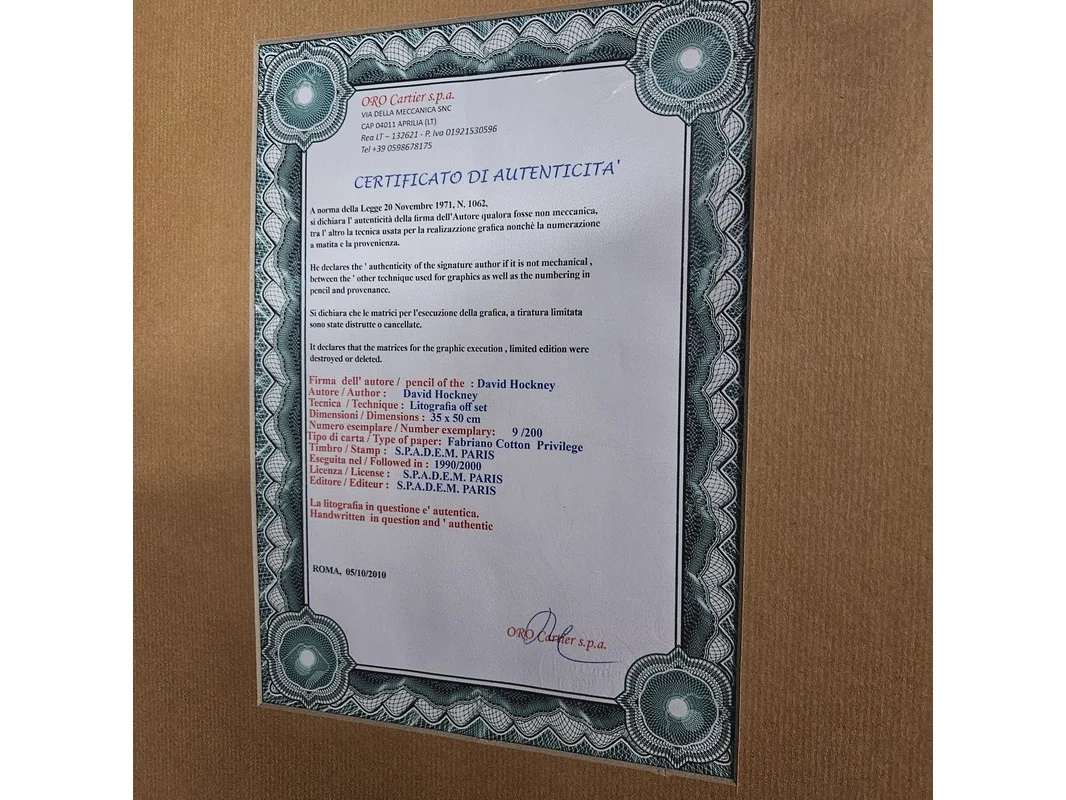 ORO Cartier s.p.a.
VIA DELLA MECCANICA SNC
CAP 04011 APRILIA (LT)
Rea LT – 132621 - P. Iva 01921530596
Tel +39 0598678175
CERTIFICATO DI AUTENTICITA'
A norma della Legge 20 Novembre 1971, N. 1062,
si dichiara l' autenticità della firma dell'Autore qualora fosse non meccanica,
tra l' altro la tecnica usata per la realizazzione grafica nonchè la numerazione
a matita e la provenienza.
He declares the ' authenticity of the signature author if it is not mechanical ,
between the ' other technique used for graphics as well as the numbering in
pencil and provenance.
Si dichiara che le matrici per l'esecuzione della grafica, a tiratura limitata
sono state distrutte o cancellate.
It declares that the matrices for the graphic execution , limited edition were
destroyed or deleted.
Firma dell' autore / pencil of the : David Hockney
Autore / Author : David Hockney
Tecnica / Technique : Litografia off set
Dimensioni / Dimensions : 35 x 50 cm
Numero esemplare / Number exemplary: 9 /200
Tipo di carta / Type of paper: Fabriano Cotton Privilege
Timbro / Stamp : S.P.A.D.E.M. PARIS
Eseguita nel / Followed in : 1990/2000
Licenza / License : S.P.A.D.E.M. PARIS
Editore / Editeur : S.P.A.D.E.M. PARIS
La litografia in questione e' autentica.
Handwritten in question and ' authentic
ROMA, 05/10/2010
ORO Cartier s.p.a.